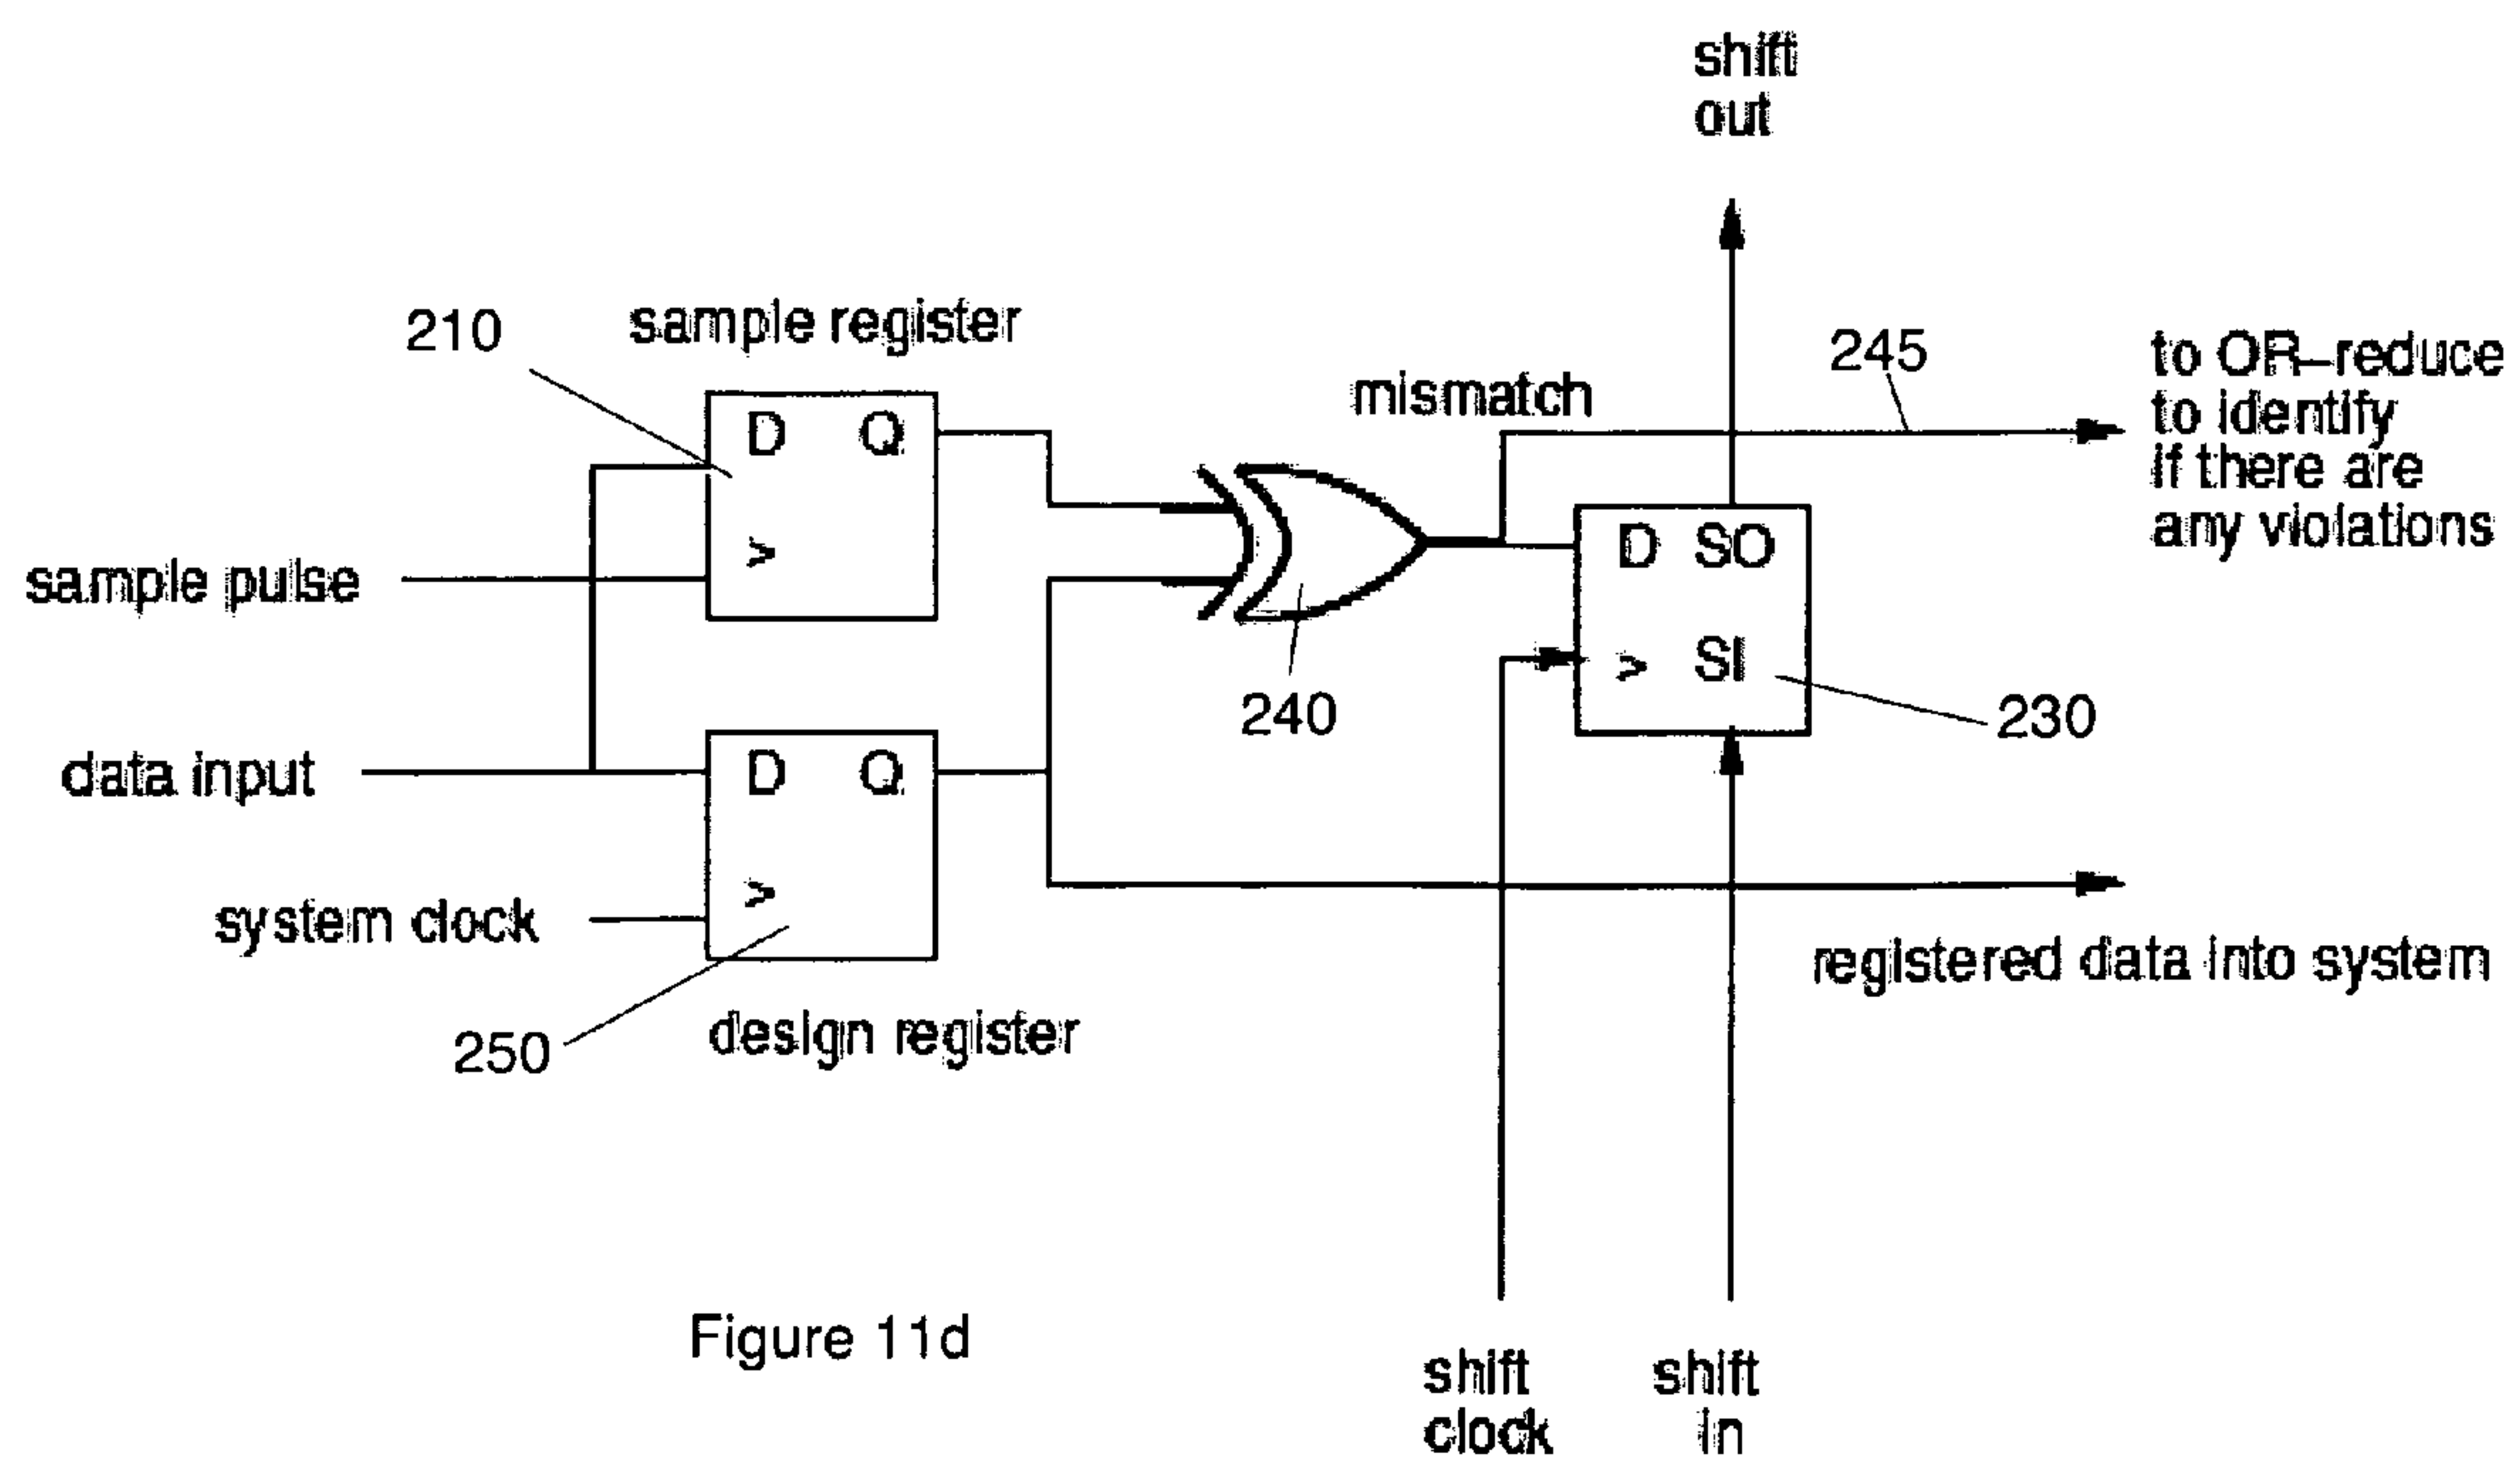 shift
out
210
sample register
mismatch
245
to OR–reduce
to identify
if there are
any violations
D Q
>
sample pulse
D SO
> SI
240
230
data input
D Q
>
system clock
registered data into system
250
design register
Figure 11d
shift
clock
shift
in